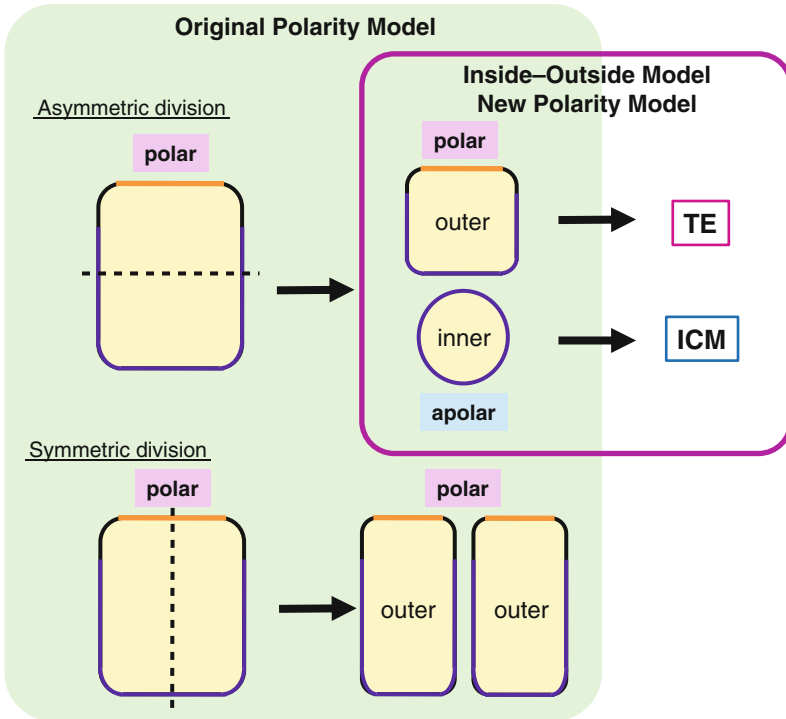 Original Polarity Model
Inside–Outside Model
New Polarity Model
Asymmetric division
polar
polar
outer
TE
inner
ICM
apolar
Symmetric division
polar
polar
outer
outer